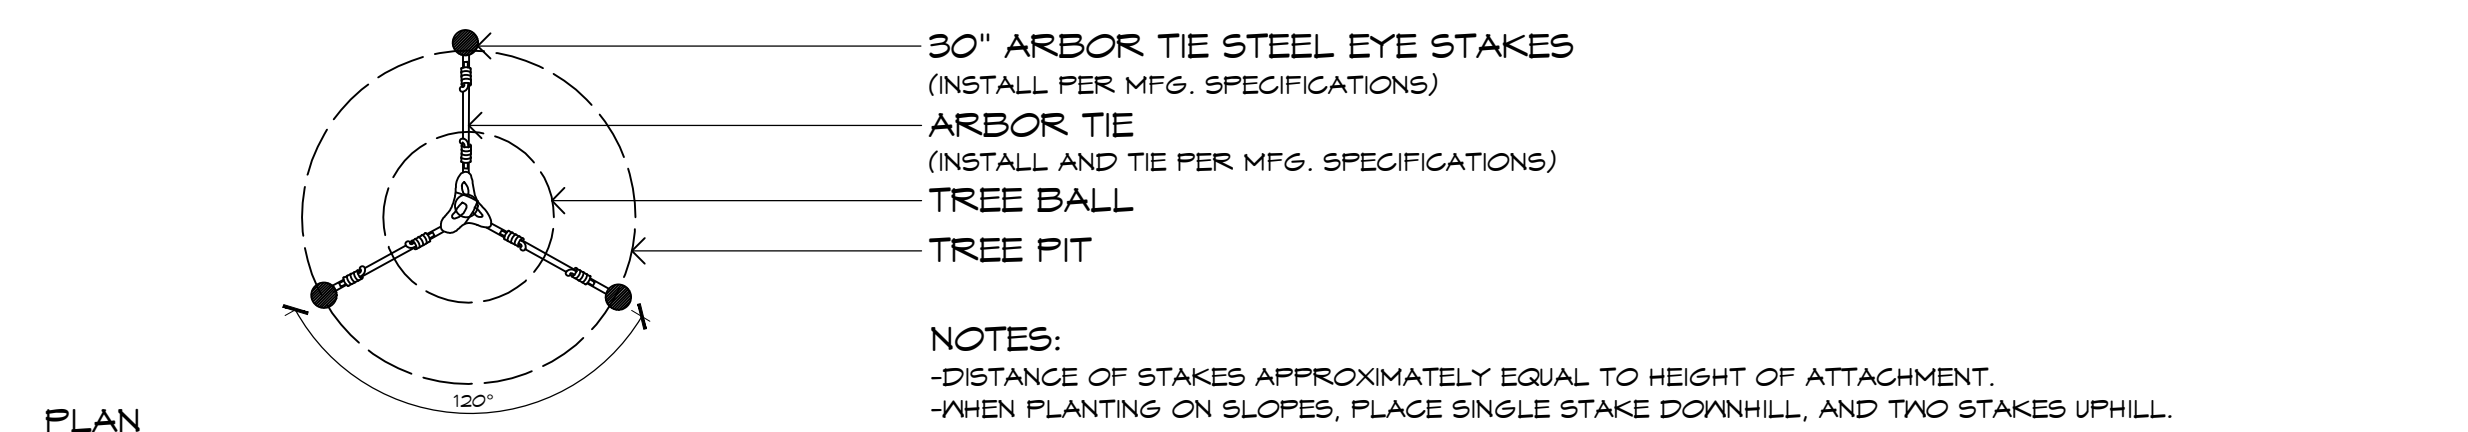 30" ARBOR TIE STEEL EYE STAKES
(INSTALL PER MFG. SPECIFICATIONS)
ARBOR TIE
(INSTALL AND TIE PER MFG. SPECIFICATIONS)
TREE BALL
TREE PIT
NOTES:
-DISTANCE OF STAKES APPROXIMATELY EQUAL TO HEIGHT OF ATTACHMENT.
-WHEN PLANTING ON SLOPES, PLACE SINGLE STAKE DOWNHILL, AND TWO STAKES UPHILL.
120°
PLAN